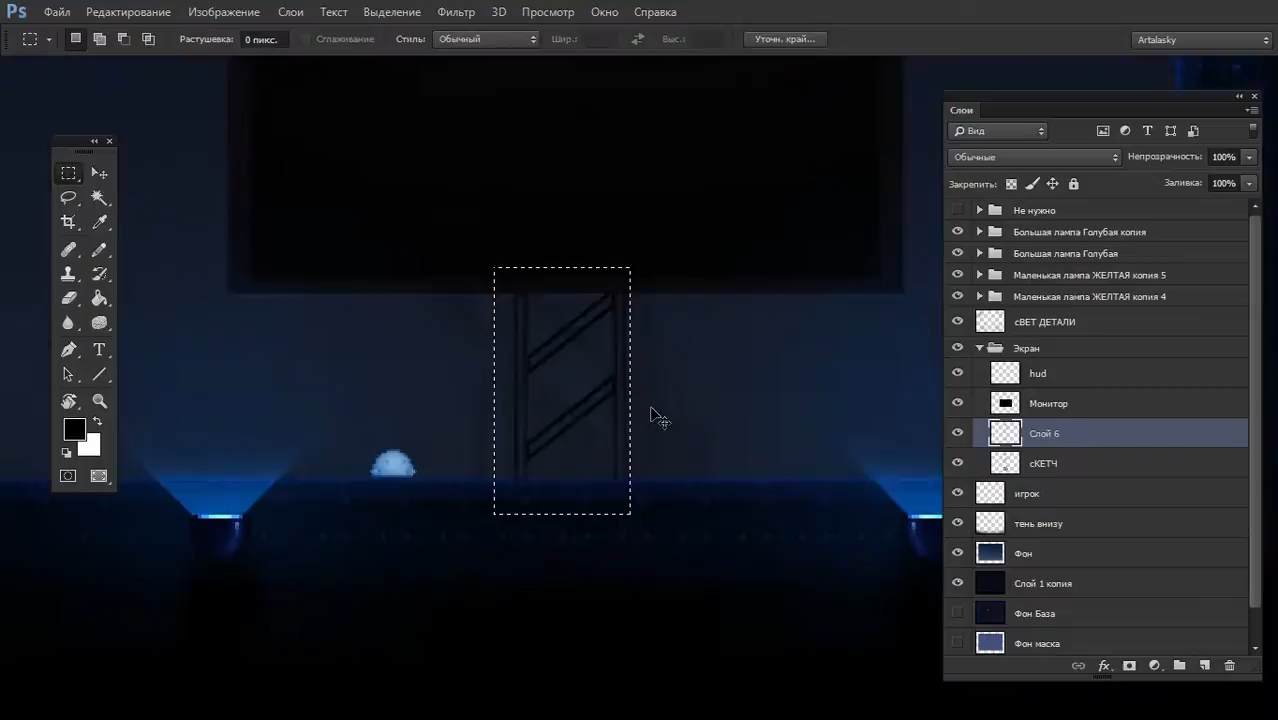 Ps Файл Редактирование Изображение Слои Текст Выделение Фильтр 3D Просмотр Окно Справка
Растушевка: 0 пикс. Сглаживание Стиль: Обычный Шир.: Выс.: Уточн. край... Artalasky
Слои
Вид
Обычные Непрозрачность: 100%
Закрепить: Заливка: 100%
Не нужно
Большая лампа Голубая копия
Большая лампа Голубая
Маленькая лампа ЖЕЛТАЯ копия 5
Маленькая лампа ЖЕЛТАЯ копия 4
сВЕТ ДЕТАЛИ
Экран
hud
Монитор
Слой 6
сКЕТЧ
игрок
тень внизу
Фон
Слой 1 копия
Фон База
Фон маска